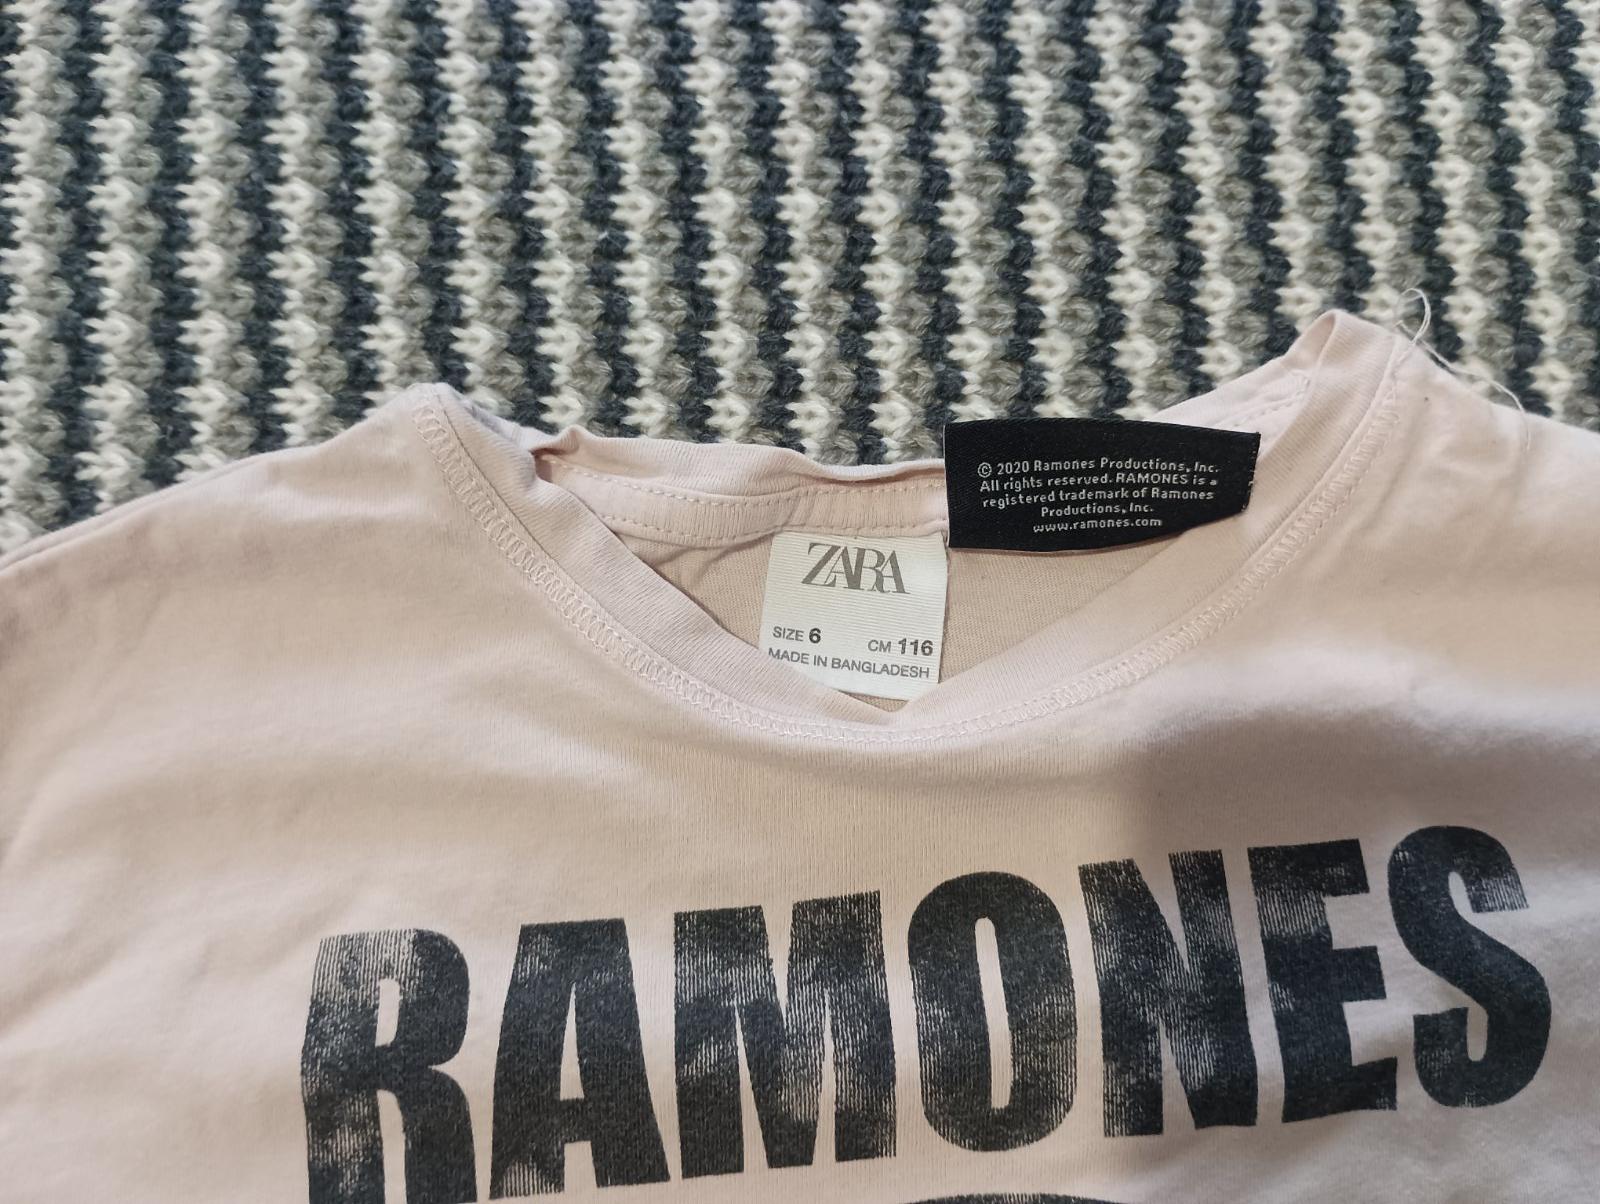 © 2020 Ramones Productions, Inc.
All rights reserved. RAMONES is a
registered trademark of Ramones
Productions, Inc.
www.ramones.com
ZARA
SIZE 6 CM 116
MADE IN BANGLADESH
RAMONES